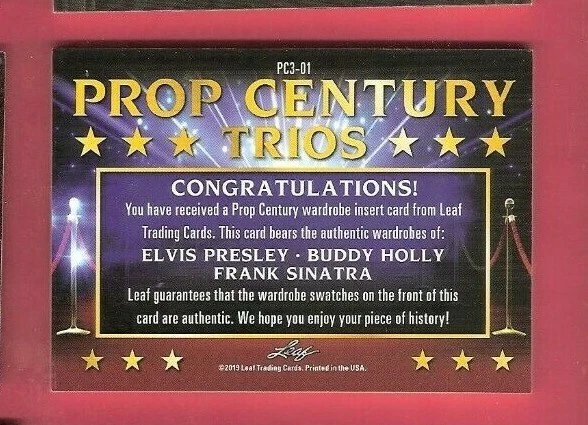 PC3-01
PROP CENTURY
TRIOS
CONGRATULATIONS!
You have received a Prop Century wardrobe insert card from Leaf
Trading Cards. This card bears the authentic wardrobes of:
ELVIS PRESLEY · BUDDY HOLLY
FRANK SINATRA
Leaf guarantees that the wardrobe swatches on the front of this
card are authentic. We hope you enjoy your piece of history!
Leaf
©2019 Leaf Trading Cards. Printed in the USA.